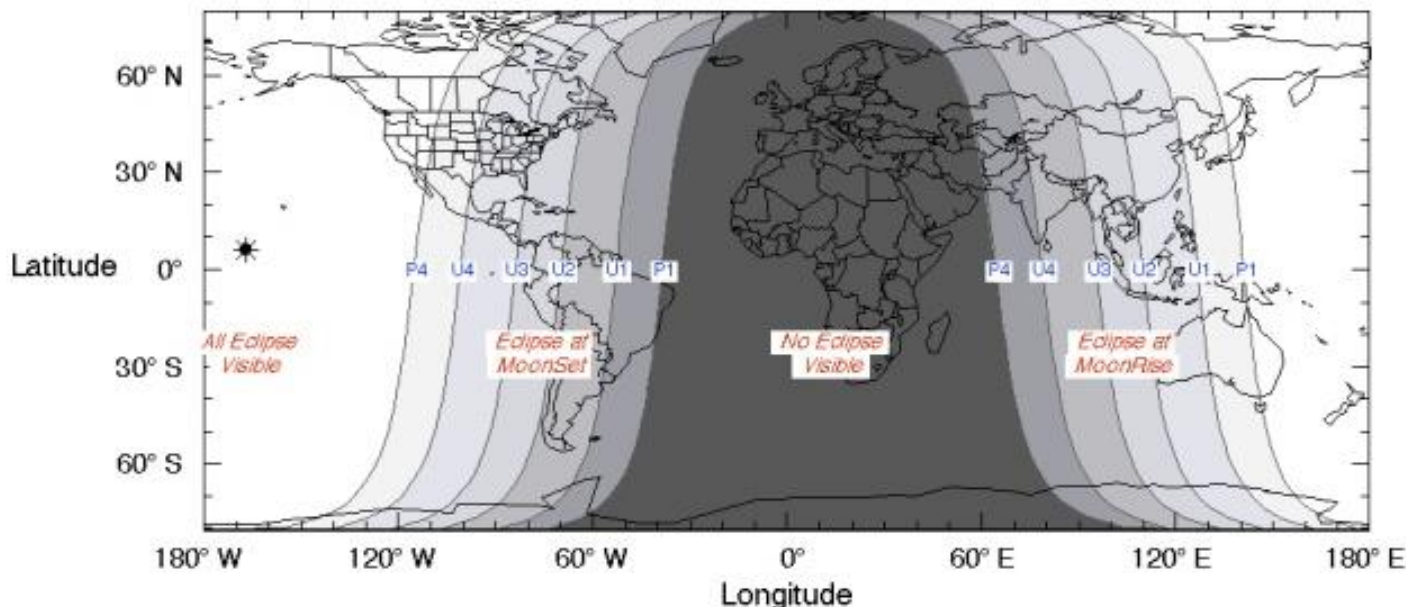 60° N
30° N
Latitude 0°
P4 U4 U3 U2 U1 P1 P4 U4 U3 U2 U1 P1
All Eclipse
Visible
Eclipse at
MoonSet
No Eclipse
Visible
Eclipse at
MoonRise
30° S
60° S
180° W 120° W 60° W 0° 60° E 120° E 180° E
Longitude